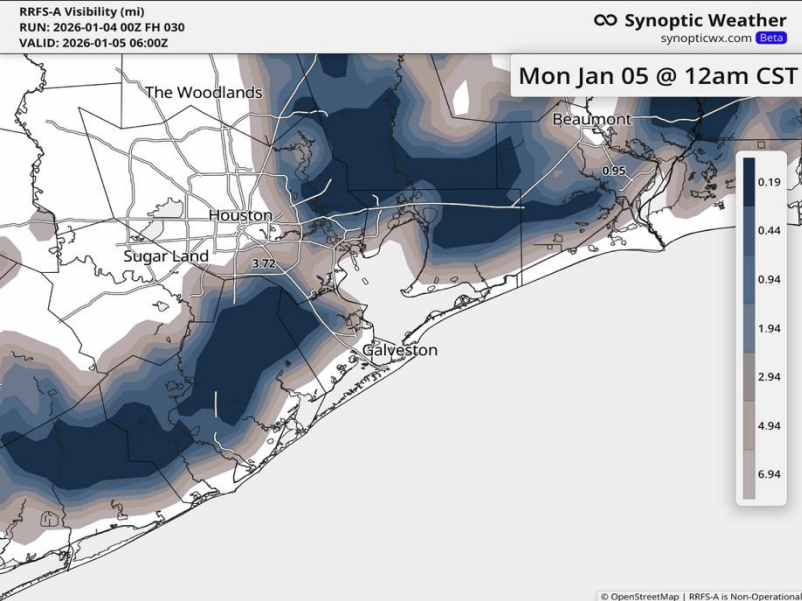 RRFS-A Visibility (mi)
RUN: 2026-01-04 00Z FH 030
VALID: 2026-01-05 06:00Z
Synoptic Weather
synopticwx.com Beta
Mon Jan 05 @ 12am CST
The Woodlands
Beaumont
0.95
Houston
Sugar Land
3.72
Galveston
0.19
0.44
0.94
1.94
2.94
4.94
6.94
© OpenStreetMap | RRFS-A is Non-Operational